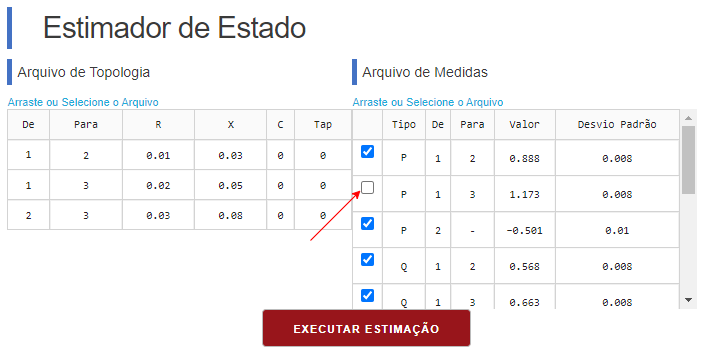 Estimador de Estado
Arquivo de Topologia
Arraste ou Selecione o Arquivo
De Para R X C Tap
1 2 0.01 0.03 0 0
1 3 0.02 0.05 0 0
2 3 0.03 0.08 0 0
Arquivo de Medidas
Arraste ou Selecione o Arquivo
Tipo De Para Valor Desvio Padrão
P 1 2 0.888 0.008
P 1 3 1.173 0.008
P 2 - -0.501 0.01
Q 1 2 0.568 0.008
Q 1 3 0.663 0.008
EXECUTAR ESTIMAÇÃO